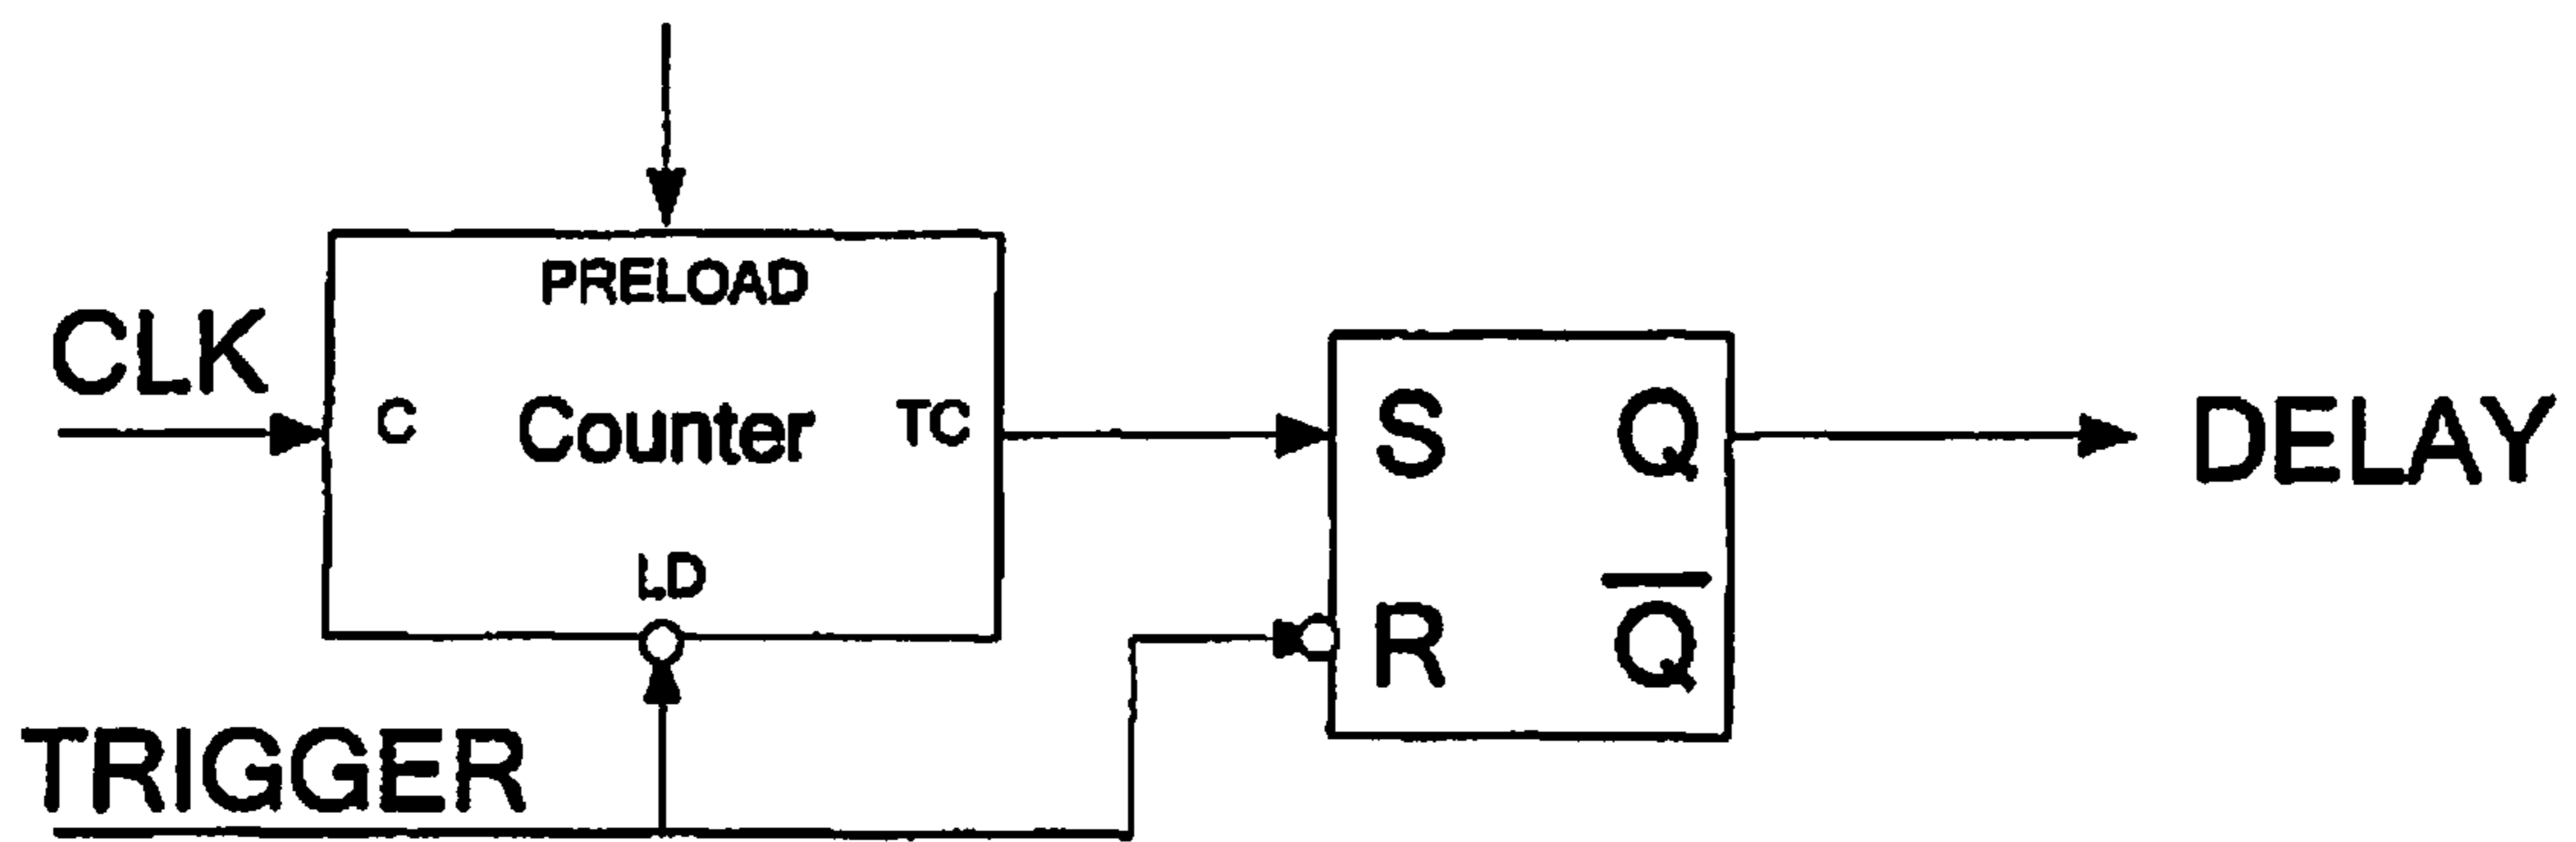 PRELOAD
CLK
C Counter TC
LD
S Q
R Q̅
DELAY
TRIGGER